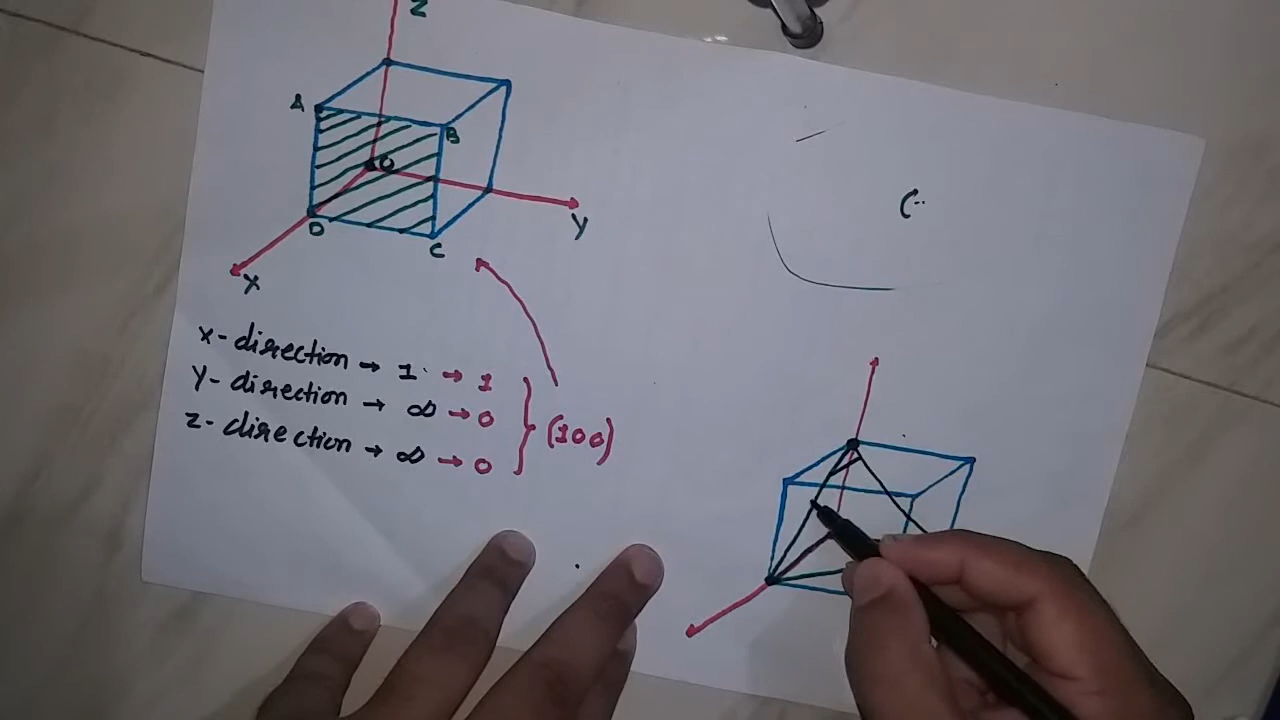 Z
A
B
O
D
C
Y
X
x-direction → 1 → 1
Y-direction → ∞ → 0
z-direction → ∞ → 0
(100)
(